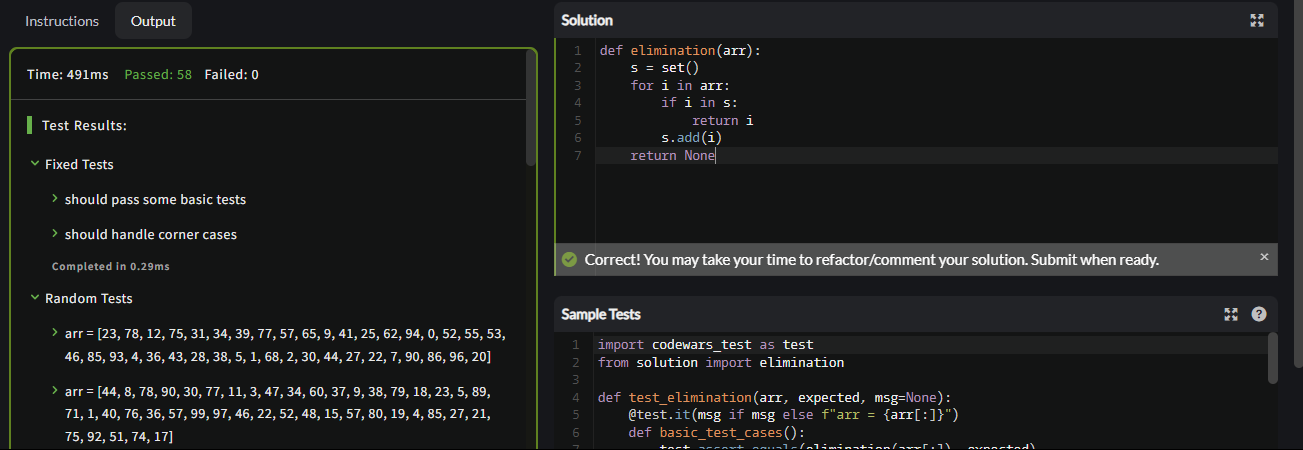 Instructions
Output
Time: 491ms Passed: 58 Failed: 0
Test Results:
Fixed Tests
should pass some basic tests
should handle corner cases
Completed in 0.29ms
Random Tests
arr = [23, 78, 12, 75, 31, 34, 39, 77, 57, 65, 9, 41, 25, 62, 94, 0, 52, 55, 53,
46, 85, 93, 4, 36, 43, 28, 38, 5, 1, 68, 2, 30, 44, 27, 22, 7, 90, 86, 96, 20]
arr = [44, 8, 78, 90, 30, 77, 11, 3, 47, 34, 60, 37, 9, 38, 79, 18, 23, 5, 89,
71, 1, 40, 76, 36, 57, 99, 97, 46, 22, 52, 48, 15, 57, 80, 19, 4, 85, 27, 21,
75, 92, 51, 74, 17]
Solution
1 def elimination(arr):
2 s = set()
3 for i in arr:
4 if i in s:
5 return i
6 s.add(i)
7 return None
Correct! You may take your time to refactor/comment your solution. Submit when ready.
×
Sample Tests
?
1 import codewars_test as test
2 from solution import elimination
3
4 def test_elimination(arr, expected, msg=None):
5 @test.it(msg if msg else f"arr = {arr[:]}")
6 def basic_test_cases():
7 test.assert_equals(elimination(arr[:]), expected)